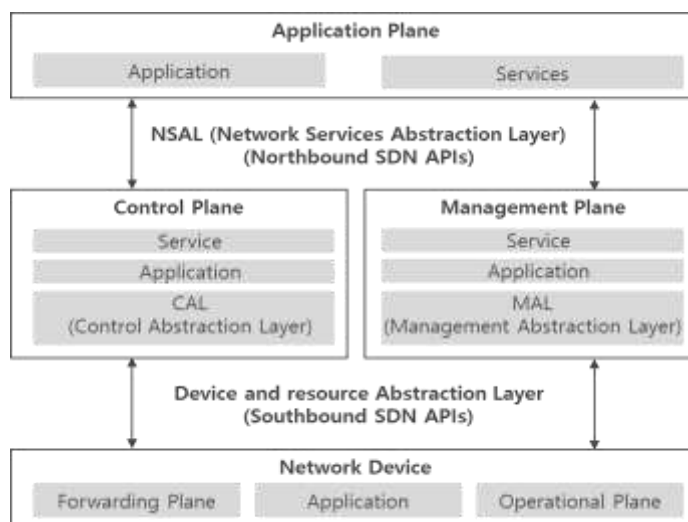 Application Plane
Application
Services
NSAL (Network Services Abstraction Layer)
(Northbound SDN APIs)
Control Plane
Service
Application
CAL
(Control Abstraction Layer)
Management Plane
Service
Application
MAL
(Management Abstraction Layer)
Device and resource Abstraction Layer
(Southbound SDN APIs)
Network Device
Forwarding Plane
Application
Operational Plane